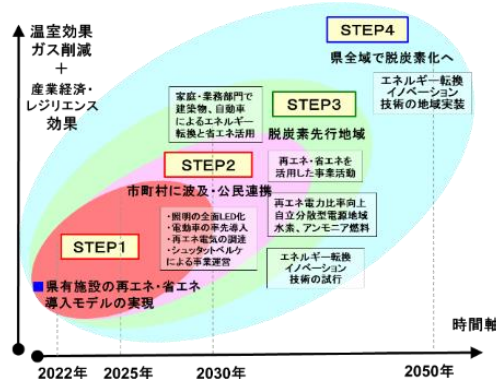 温室効果
ガス削減
+
産業経済・
レジリエンス
効果
STEP4
県全域で脱炭素化へ
エネルギー転換
イノベーション
技術の地域実装
家庭・業務部門で
建築物、自動車
によるエネルギー
転換と省エネ活用
STEP3
脱炭素先行地域
STEP2
市町村に波及・公民連携
再エネ・省エネを
活用した事業活動
・照明の全面LED化
・電動車の率先導入
・再エネ電気の調達
・シュタットベルケ
による事業運営
再エネ電力比率向上
自立分散型電源地域
水素、アンモニア燃料
STEP1
エネルギー転換
イノベーション
技術の試行
■県有施設の再エネ・省エネ
導入モデルの実現
時間軸
2022年
2025年
2030年
2050年